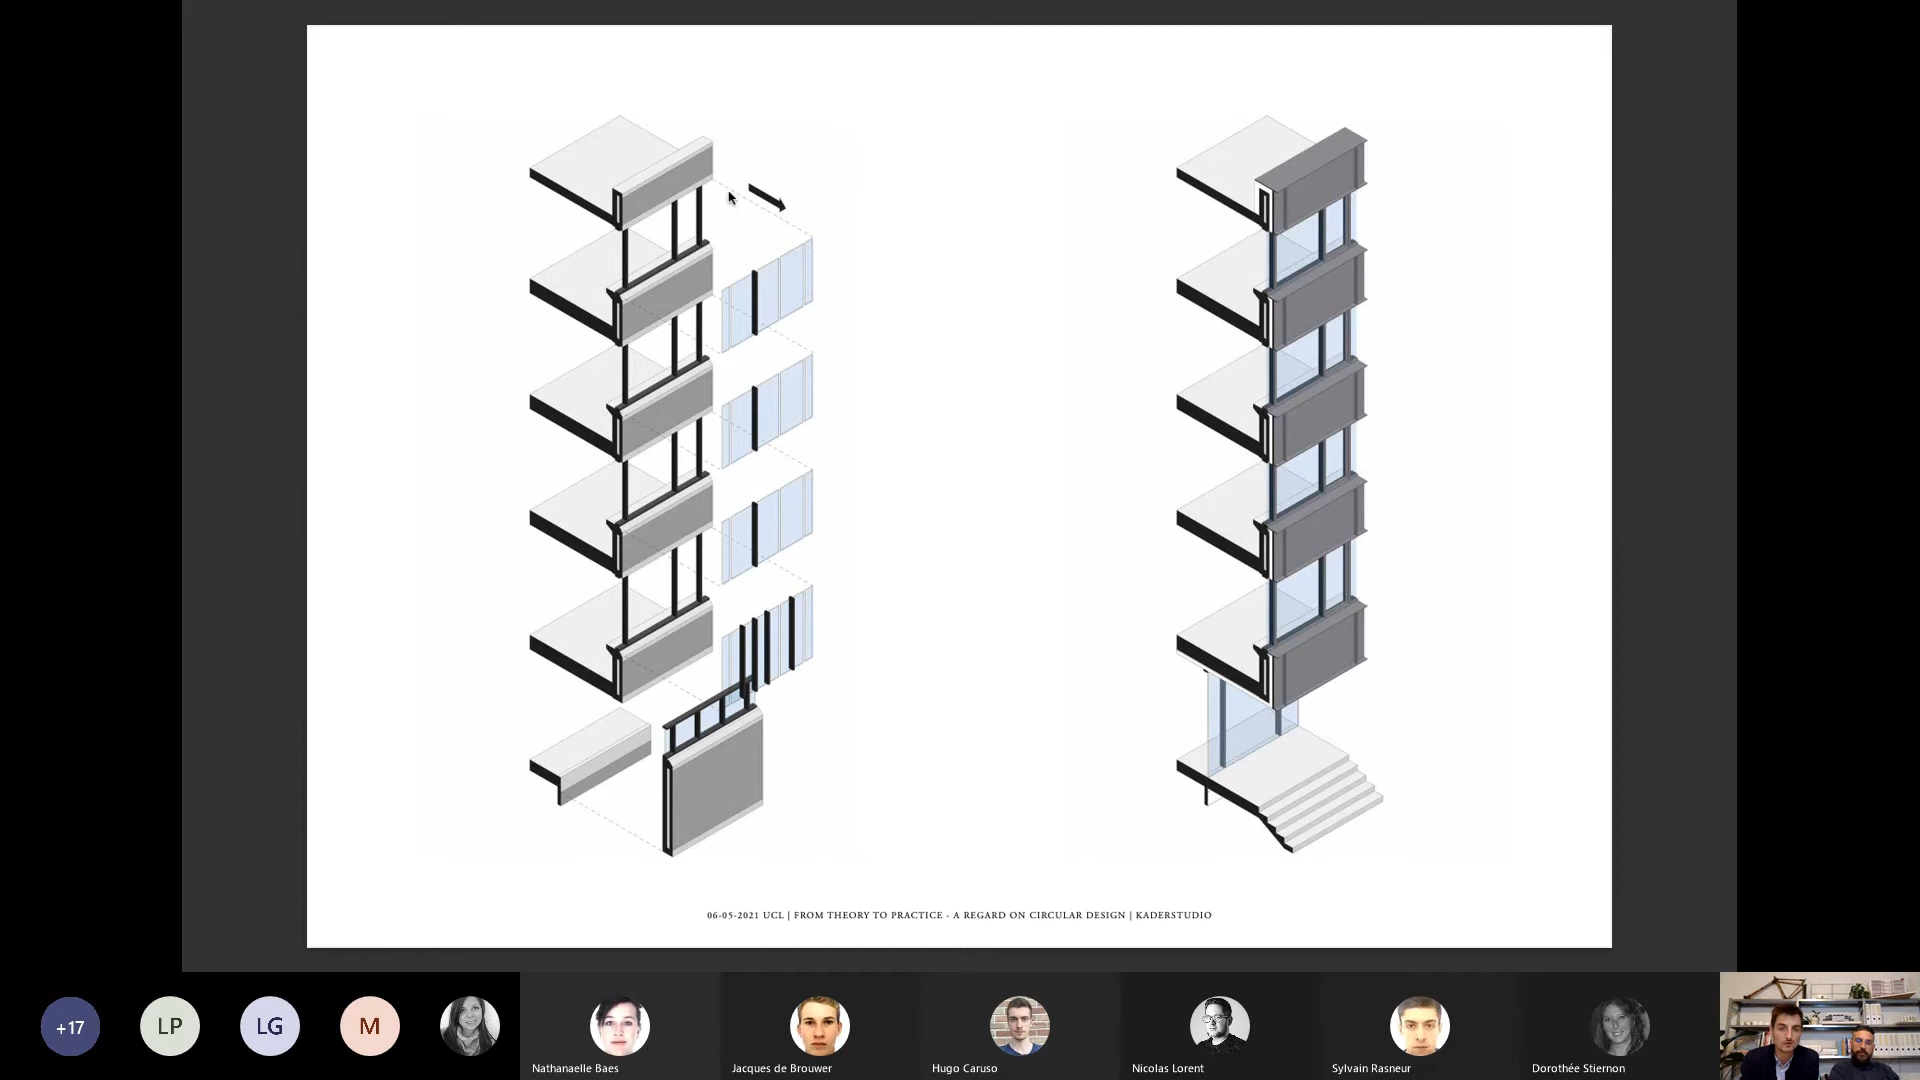 06-05-2021 UCL | FROM THEORY TO PRACTICE - A REGARD ON CIRCULAR DESIGN | KADERSTUDIO
+17
LP
LG
M
Nathanaelle Baes
Jacques de Brouwer
Hugo Caruso
Nicolas Lorent
Sylvain Rasneur
Dorothée Stiernon